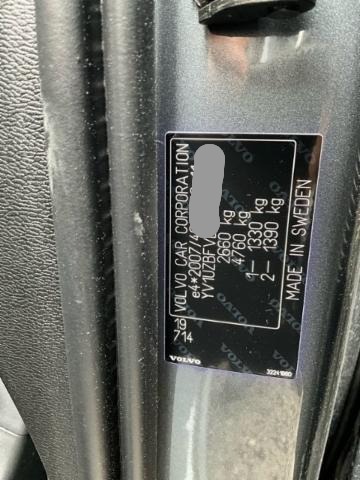 VOLVO CAR CORPORATION
e4*2007/4
YV1UZBFV
2660 kg
4760 kg
1– 1330 kg
2– 1390 kg
MADE IN SWEDEN
19
714
VOLVO
32241660